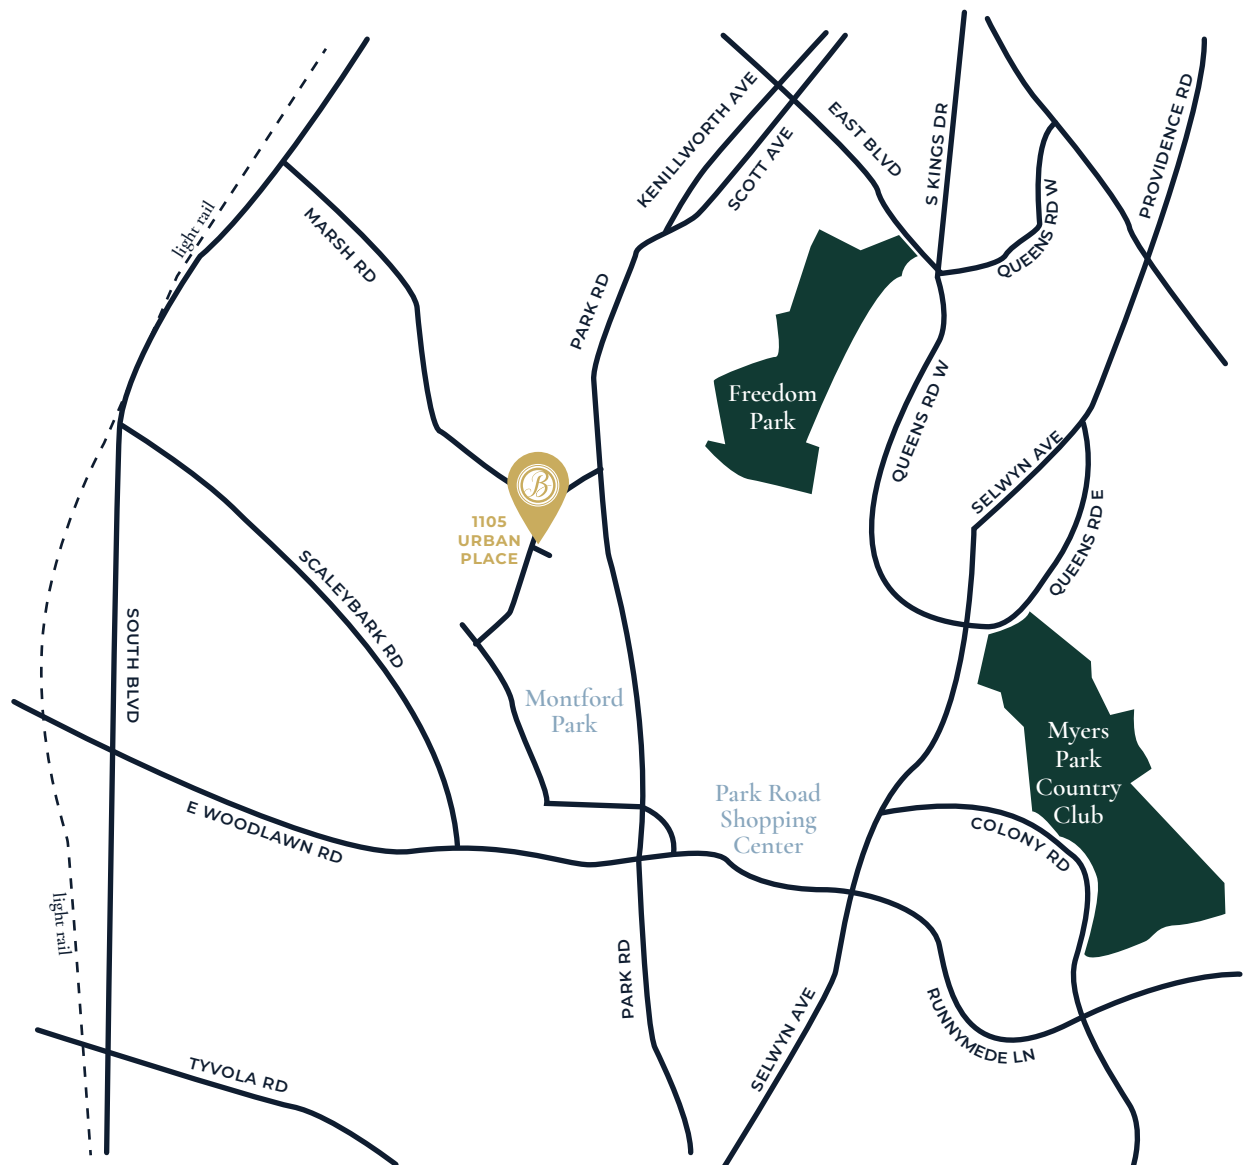 KENILLWORTH AVE
SCOTT AVE
EAST BLVD
S KINGS DR
QUEENS RD W
PROVIDENCE RD
light rail
MARSH RD
PARK RD
Freedom
Park
QUEENS RD W
SELWYN AVE
QUEENS RD E
B
1105
URBAN
PLACE
SCALEYBARK RD
SOUTH BLVD
Montford
Park
Myers
Park
Country
Club
Park Road
Shopping
Center
E WOODLAWN RD
COLONY RD
light rail
PARK RD
SELWYN AVE
RUNNYMEDE LN
TYVOLA RD